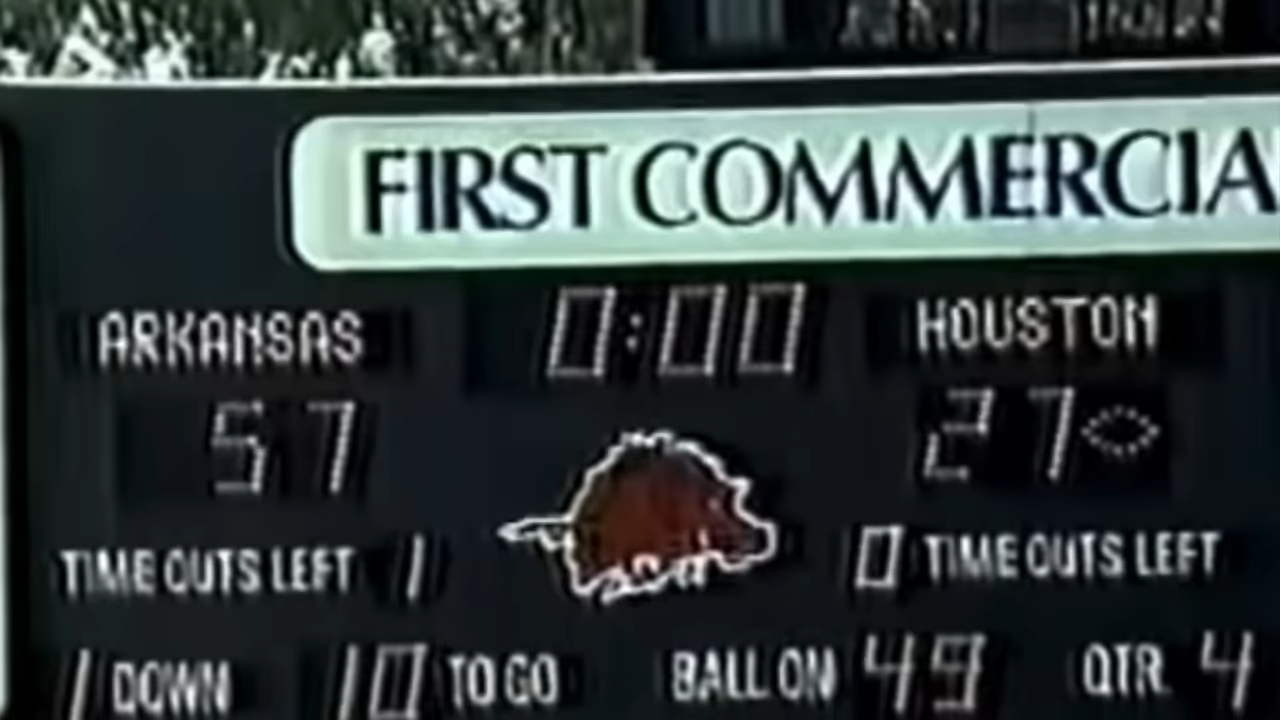 FIRST COMMERCIA
ARKANSAS 0:00 HOUSTON
57 27
TIME OUTS LEFT 1 0 TIME OUTS LEFT
1 DOWN 10 TO GO BALL ON 49 QTR. 4